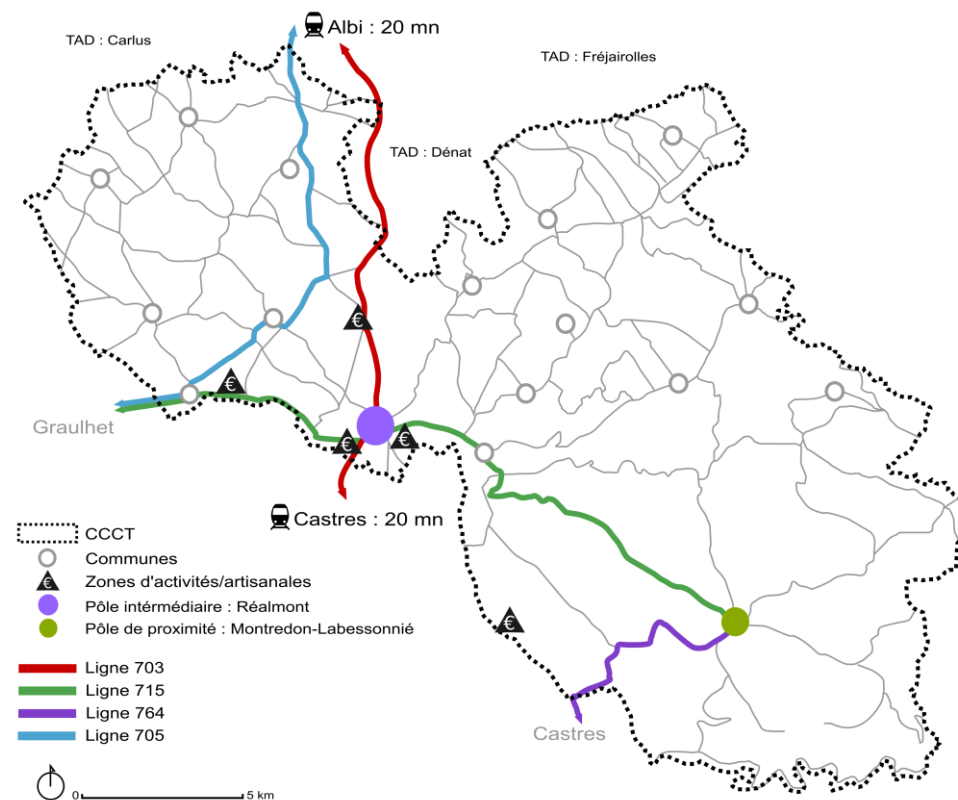 Albi : 20 mn
TAD : Carlus
TAD : Fréjairolles
TAD : Dénat
€
€
€
€
Graulhet
Castres : 20 mn
CCCT
Communes
€
Zones d'activités/artisanales
Pôle intérmédiaire : Réalmont
€
Pôle de proximité : Montredon-Labessonnié
Ligne 703
Ligne 715
Ligne 764
Ligne 705
Castres
0
5 km